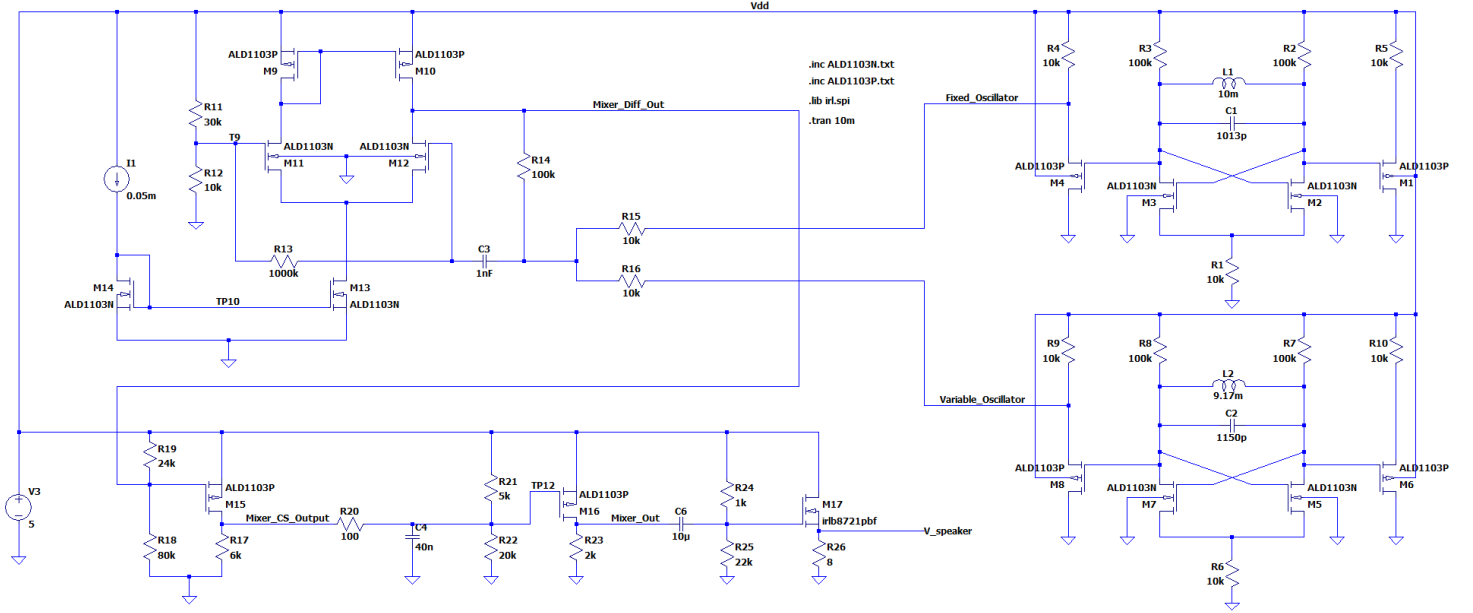 Vdd
ALD1103P
M9
ALD1103P
M10
.inc ALD1103N.txt
.inc ALD1103P.txt
.lib irl.spi
.tran 10m
R4
10k
R3
100k
R2
100k
R5
10k
L1
10m
C1
1013p
Fixed_Oscillator
Mixer_Diff_Out
R11
30k
T9
ALD1103N
M11
ALD1103N
M12
R14
100k
I1
0.05m
R12
10k
ALD1103P
M4
ALD1103N
M3
ALD1103N
M2
ALD1103P
M1
R15
10k
R13
1000k
C3
1nF
R16
10k
R1
10k
M14
ALD1103N
TP10
M13
ALD1103N
R9
10k
R8
100k
R7
100k
R10
10k
L2
9.17m
C2
1150p
Variable_Oscillator
ALD1103P
M8
ALD1103N
M7
ALD1103N
M5
ALD1103P
M6
R6
10k
V3
5
R19
24k
ALD1103P
M15
R18
80k
R17
6k
Mixer_CS_Output
R20
100
C4
40n
R21
5k
R22
20k
TP12
ALD1103P
M16
Mixer_Out
R23
2k
C6
10µ
R24
1k
R25
22k
M17
irlb8721pbf
V_speaker
R26
8